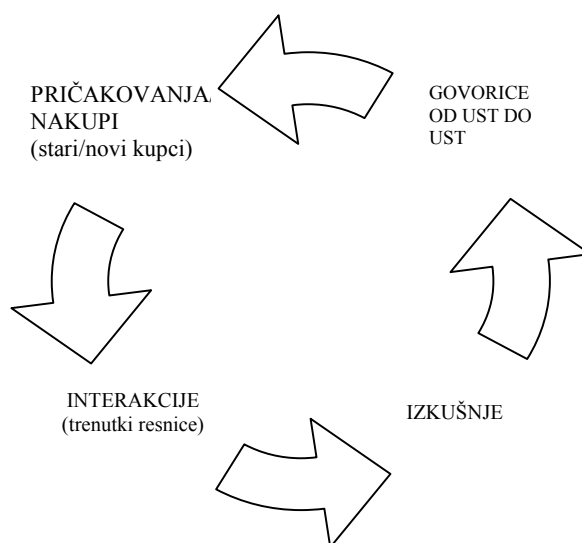 PRIČAKOVANJA/
NAKUPI
(stari/novi kupci)
GOVORICE
OD UST DO
UST
INTERAKCIJE
(trenutki resnice)
IZKUŠNJE